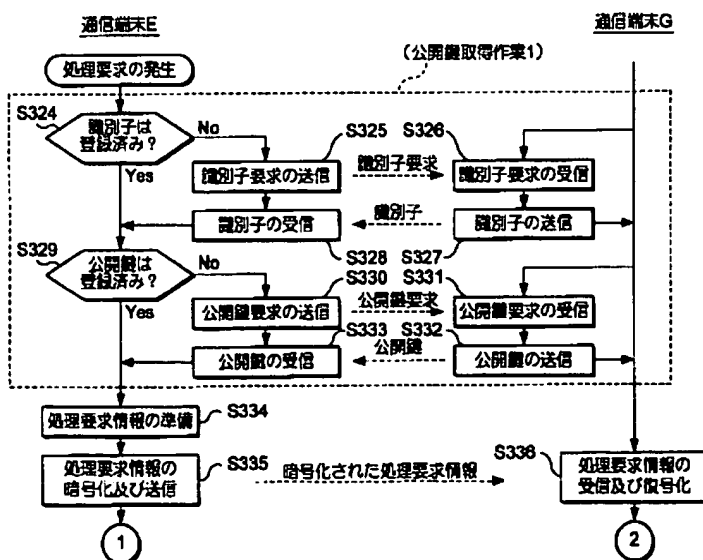 通信端末E
通信端末G
(公開鍵取得作業1)
処理要求の発生
S324
識別子は
登録済み?
No
Yes
S325
S326
識別子要求の送信
識別子要求
識別子要求の受信
識別子の受信
識別子
識別子の送信
S328
S327
S329
公開鍵は
登録済み?
No
Yes
S330
S331
公開鍵要求の送信
公開鍵要求
公開鍵要求の受信
S333
S332
公開鍵の受信
公開鍵
公開鍵の送信
処理要求情報の準備
S334
処理要求情報の
暗号化及び送信
S335
暗号化された処理要求情報
S336
処理要求情報の
受信及び復号化
1
2